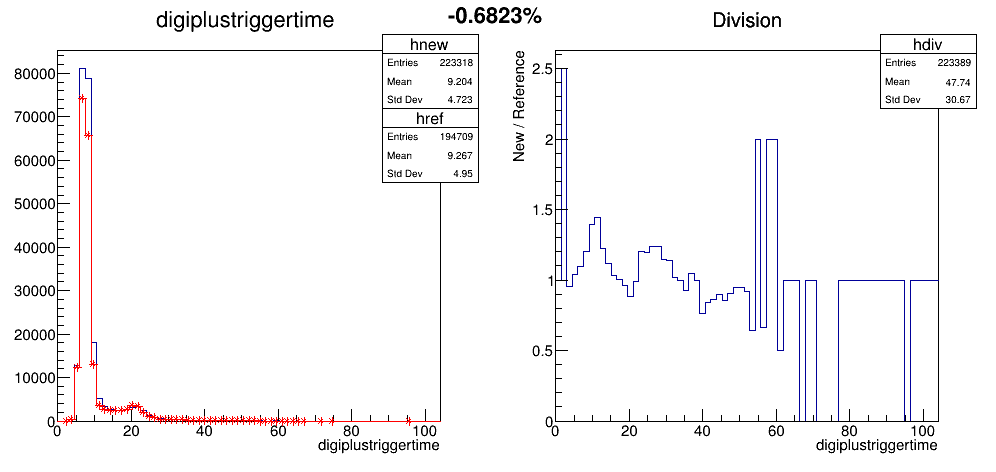 digiplustriggertime
-0.6823%
Division
hnew
Entries 223318
Mean 9.204
Std Dev 4.723
href
Entries 194709
Mean 9.267
Std Dev 4.95
80000
70000
60000
50000
40000
30000
20000
10000
0
0 20 40 60 80 100
digiplustriggertime
hdiv
Entries 223389
Mean 47.74
Std Dev 30.67
New / Reference
2.5
2
1.5
1
0.5
0
0 20 40 60 80 100
digiplustriggertime